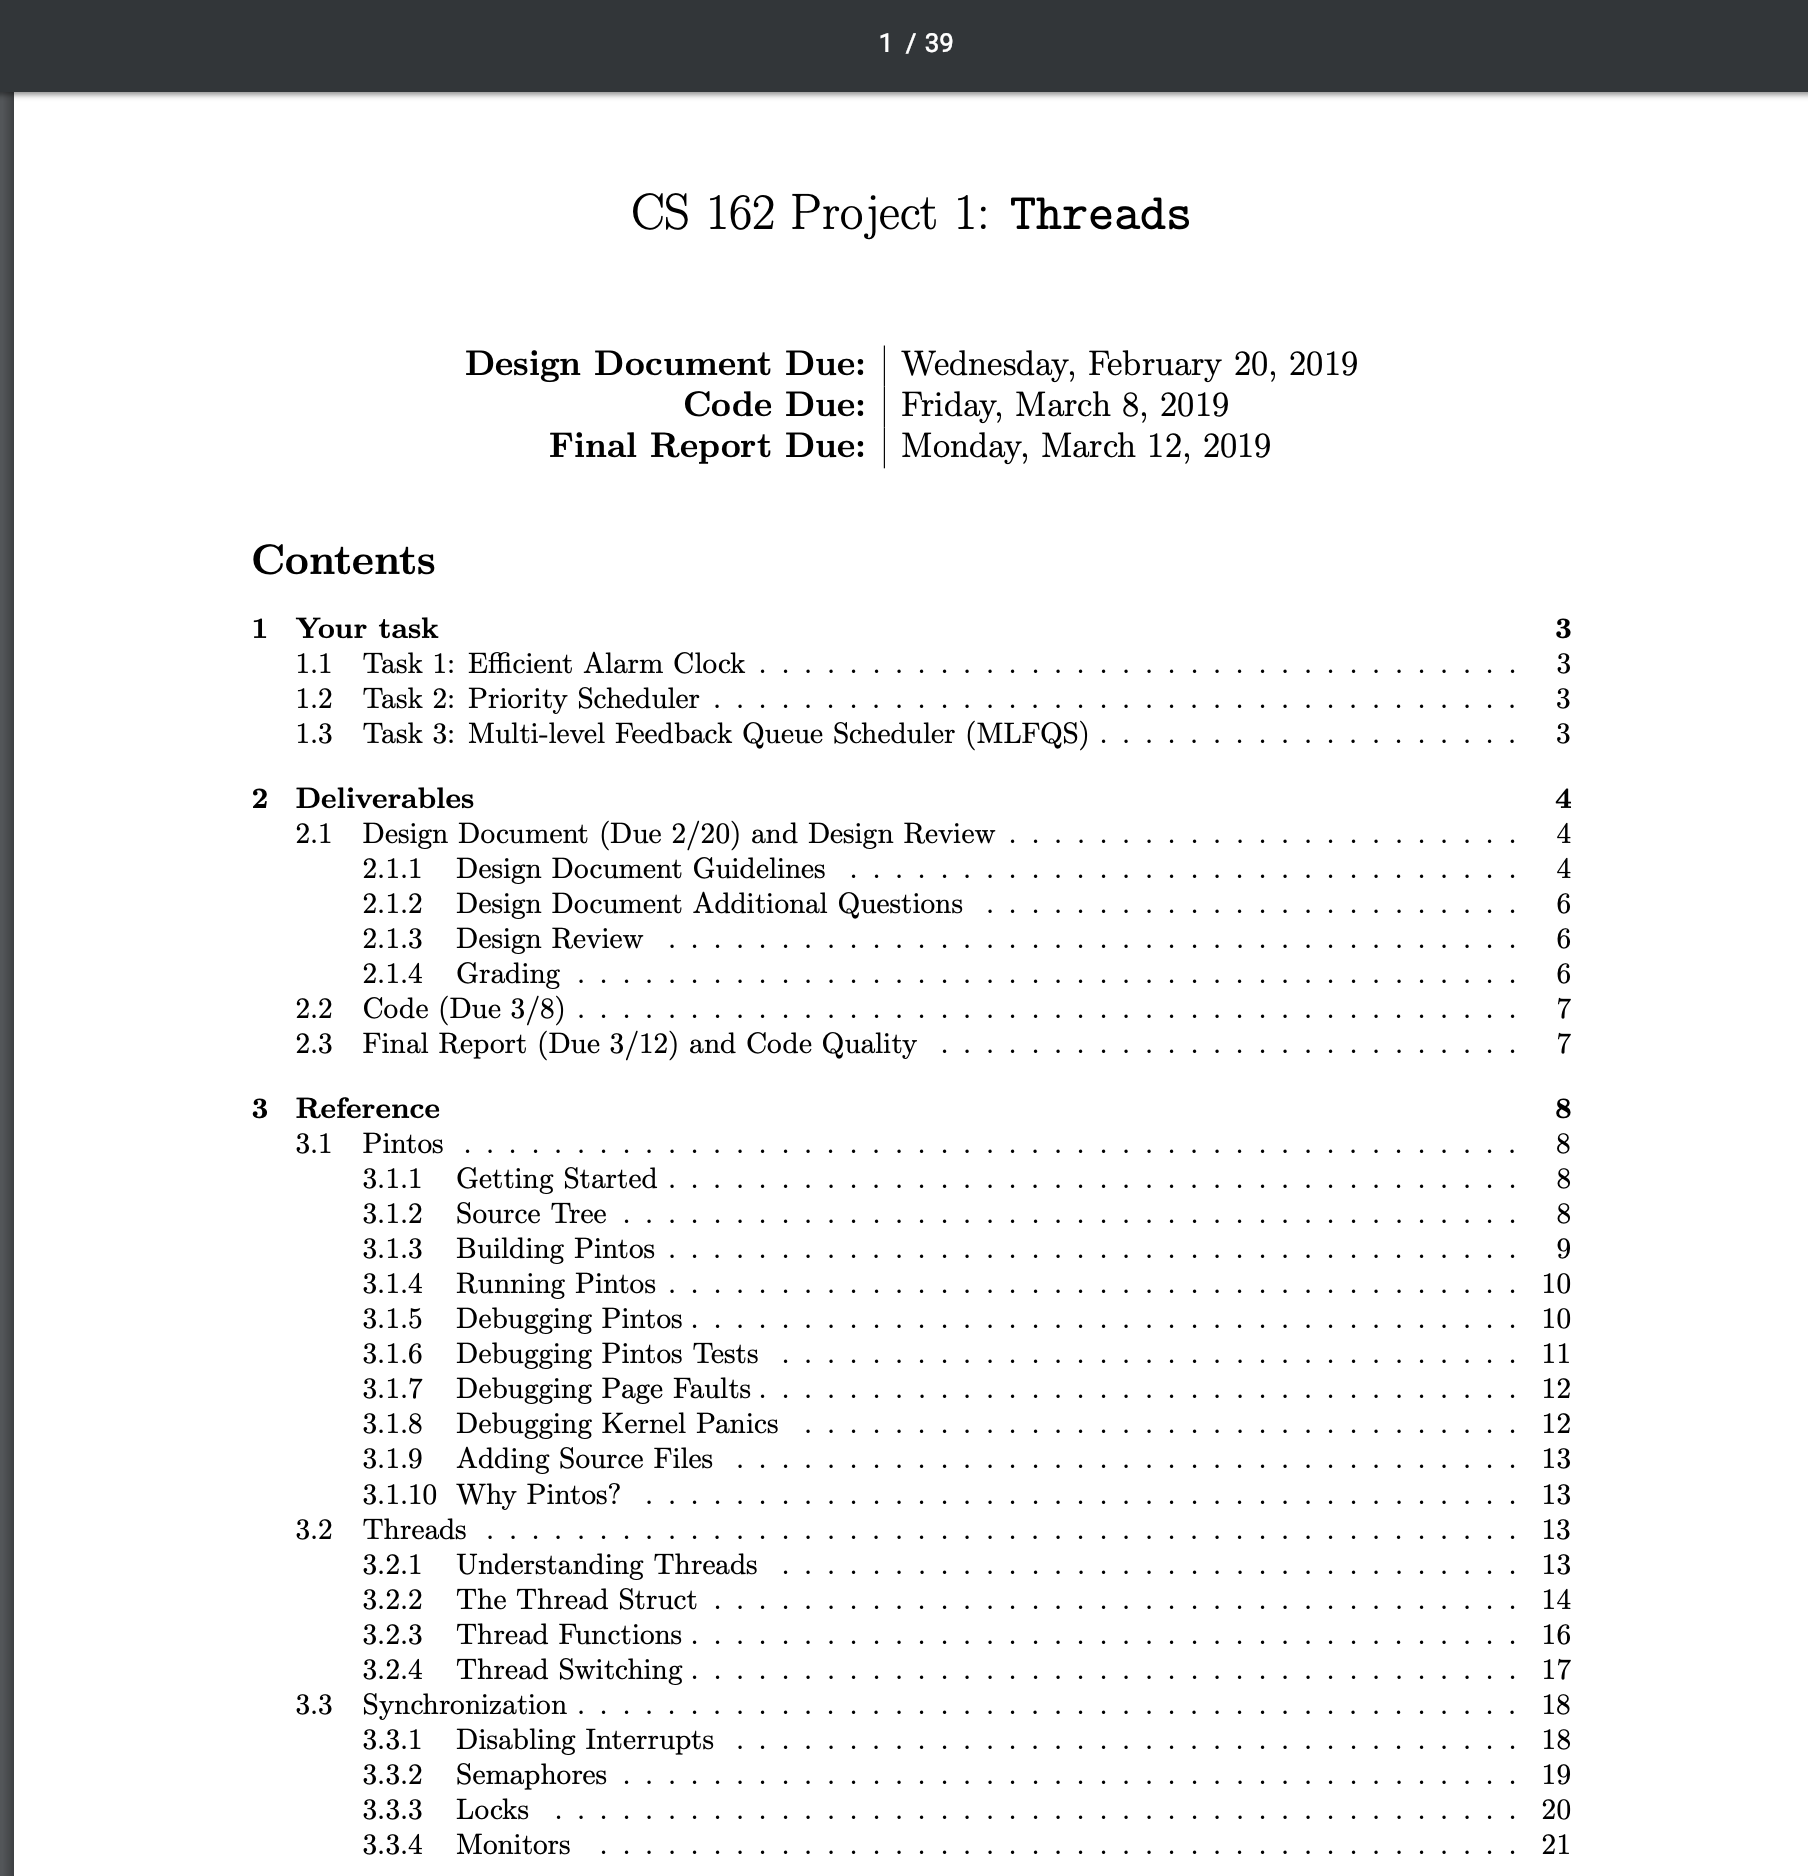 1 / 39
CS 162 Project 1: Threads
Design Document Due: Wednesday, February 20, 2019
Code Due: Friday, March 8, 2019
Final Report Due: Monday, March 12, 2019
Contents
1 Your task 3
1.1 Task 1: Efficient Alarm Clock 3
1.2 Task 2: Priority Scheduler 3
1.3 Task 3: Multi-level Feedback Queue Scheduler (MLFQS) 3
2 Deliverables 4
2.1 Design Document (Due 2/20) and Design Review 4
2.1.1 Design Document Guidelines 4
2.1.2 Design Document Additional Questions 6
2.1.3 Design Review 6
2.1.4 Grading 6
2.2 Code (Due 3/8) 7
2.3 Final Report (Due 3/12) and Code Quality 7
3 Reference 8
3.1 Pintos 8
3.1.1 Getting Started 8
3.1.2 Source Tree 8
3.1.3 Building Pintos 9
3.1.4 Running Pintos 10
3.1.5 Debugging Pintos 10
3.1.6 Debugging Pintos Tests 11
3.1.7 Debugging Page Faults 12
3.1.8 Debugging Kernel Panics 12
3.1.9 Adding Source Files 13
3.1.10 Why Pintos? 13
3.2 Threads 13
3.2.1 Understanding Threads 13
3.2.2 The Thread Struct 14
3.2.3 Thread Functions 16
3.2.4 Thread Switching 17
3.3 Synchronization 18
3.3.1 Disabling Interrupts 18
3.3.2 Semaphores 19
3.3.3 Locks 20
3.3.4 Monitors 21